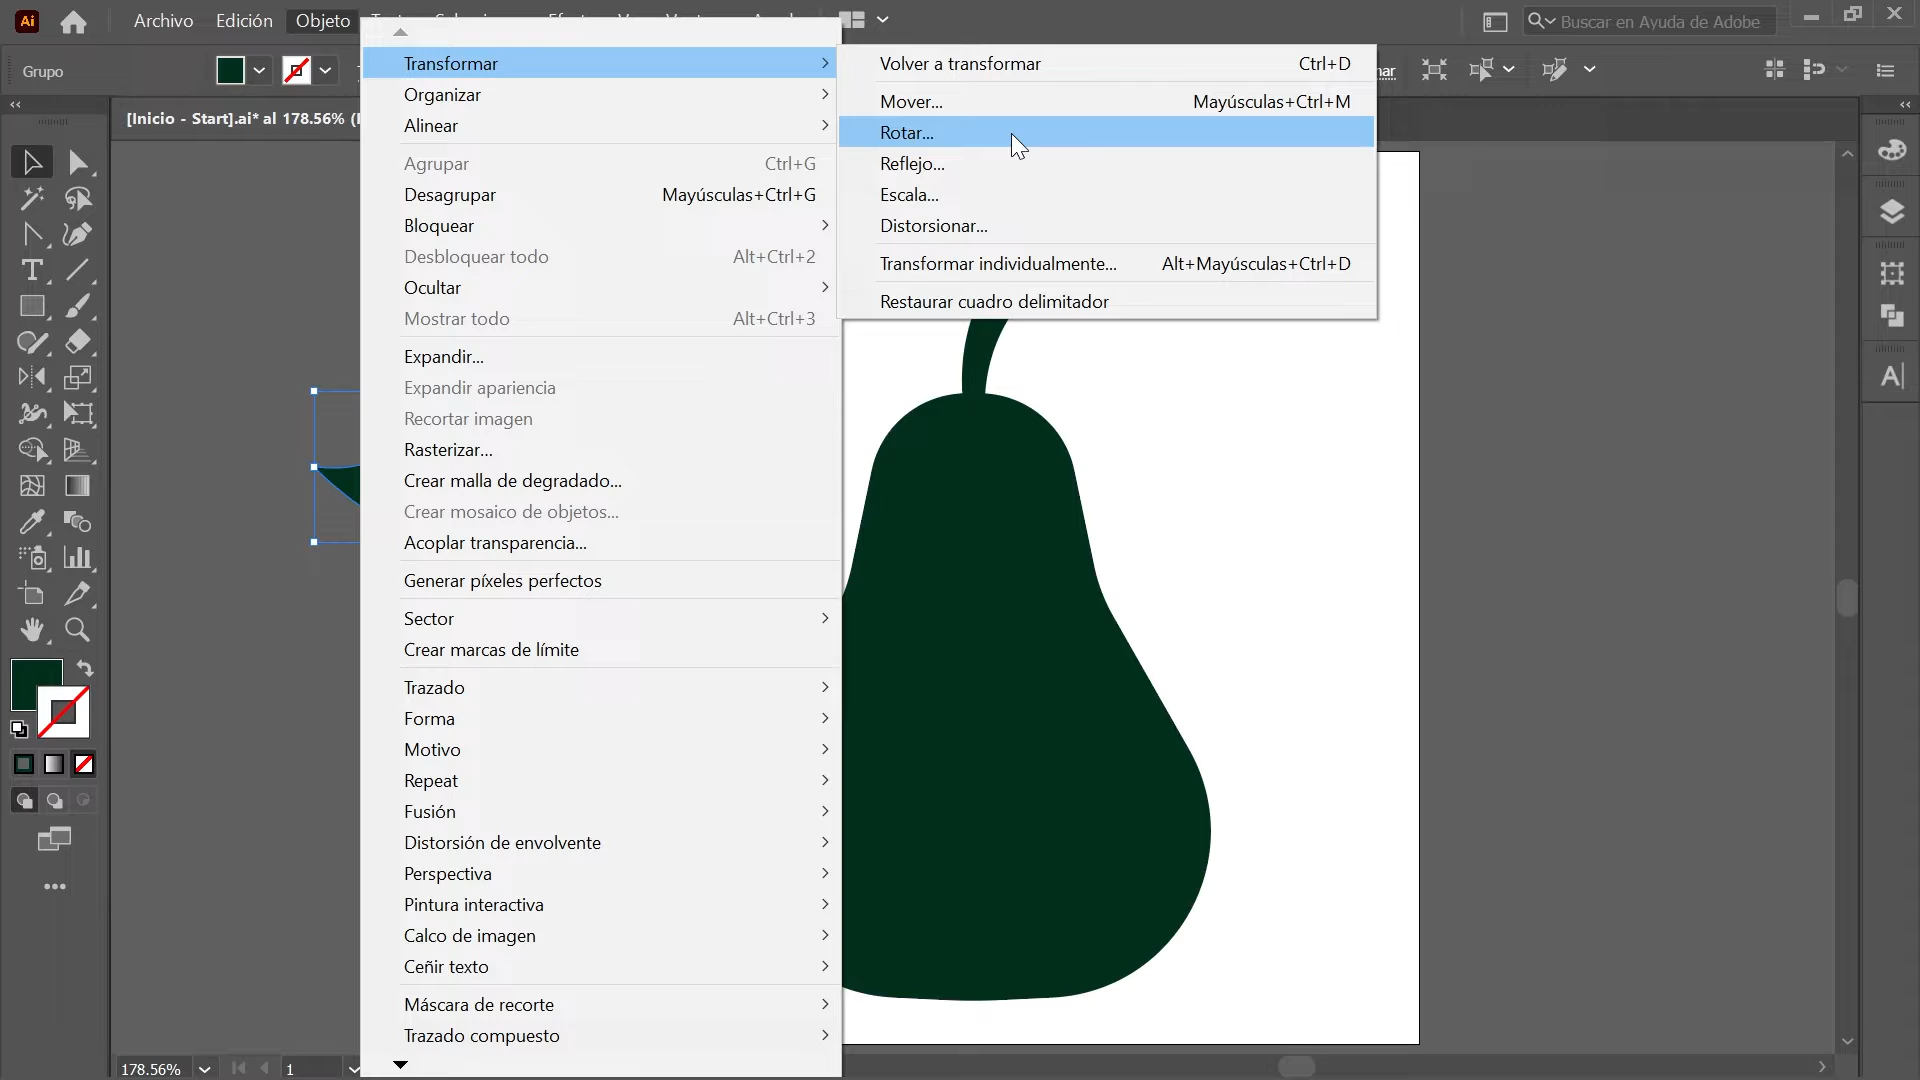 Ai
Archivo
Edición
Objeto
Buscar en Ayuda de Adobe
Grupo
[Inicio - Start].ai* al 178.56% (
Transformar
Organizar
Alinear
Agrupar Ctrl+G
Desagrupar Mayúsculas+Ctrl+G
Bloquear
Desbloquear todo Alt+Ctrl+2
Ocultar
Mostrar todo Alt+Ctrl+3
Expandir...
Expandir apariencia
Recortar imagen
Rasterizar...
Crear malla de degradado...
Crear mosaico de objetos...
Acoplar transparencia...
Generar píxeles perfectos
Sector
Crear marcas de límite
Trazado
Forma
Motivo
Repeat
Fusión
Distorsión de envolvente
Perspectiva
Pintura interactiva
Calco de imagen
Ceñir texto
Máscara de recorte
Trazado compuesto
Volver a transformar Ctrl+D
Mover... Mayúsculas+Ctrl+M
Rotar...
Reflejo...
Escala...
Distorsionar...
Transformar individualmente... Alt+Mayúsculas+Ctrl+D
Restaurar cuadro delimitador
nar
178.56%
1